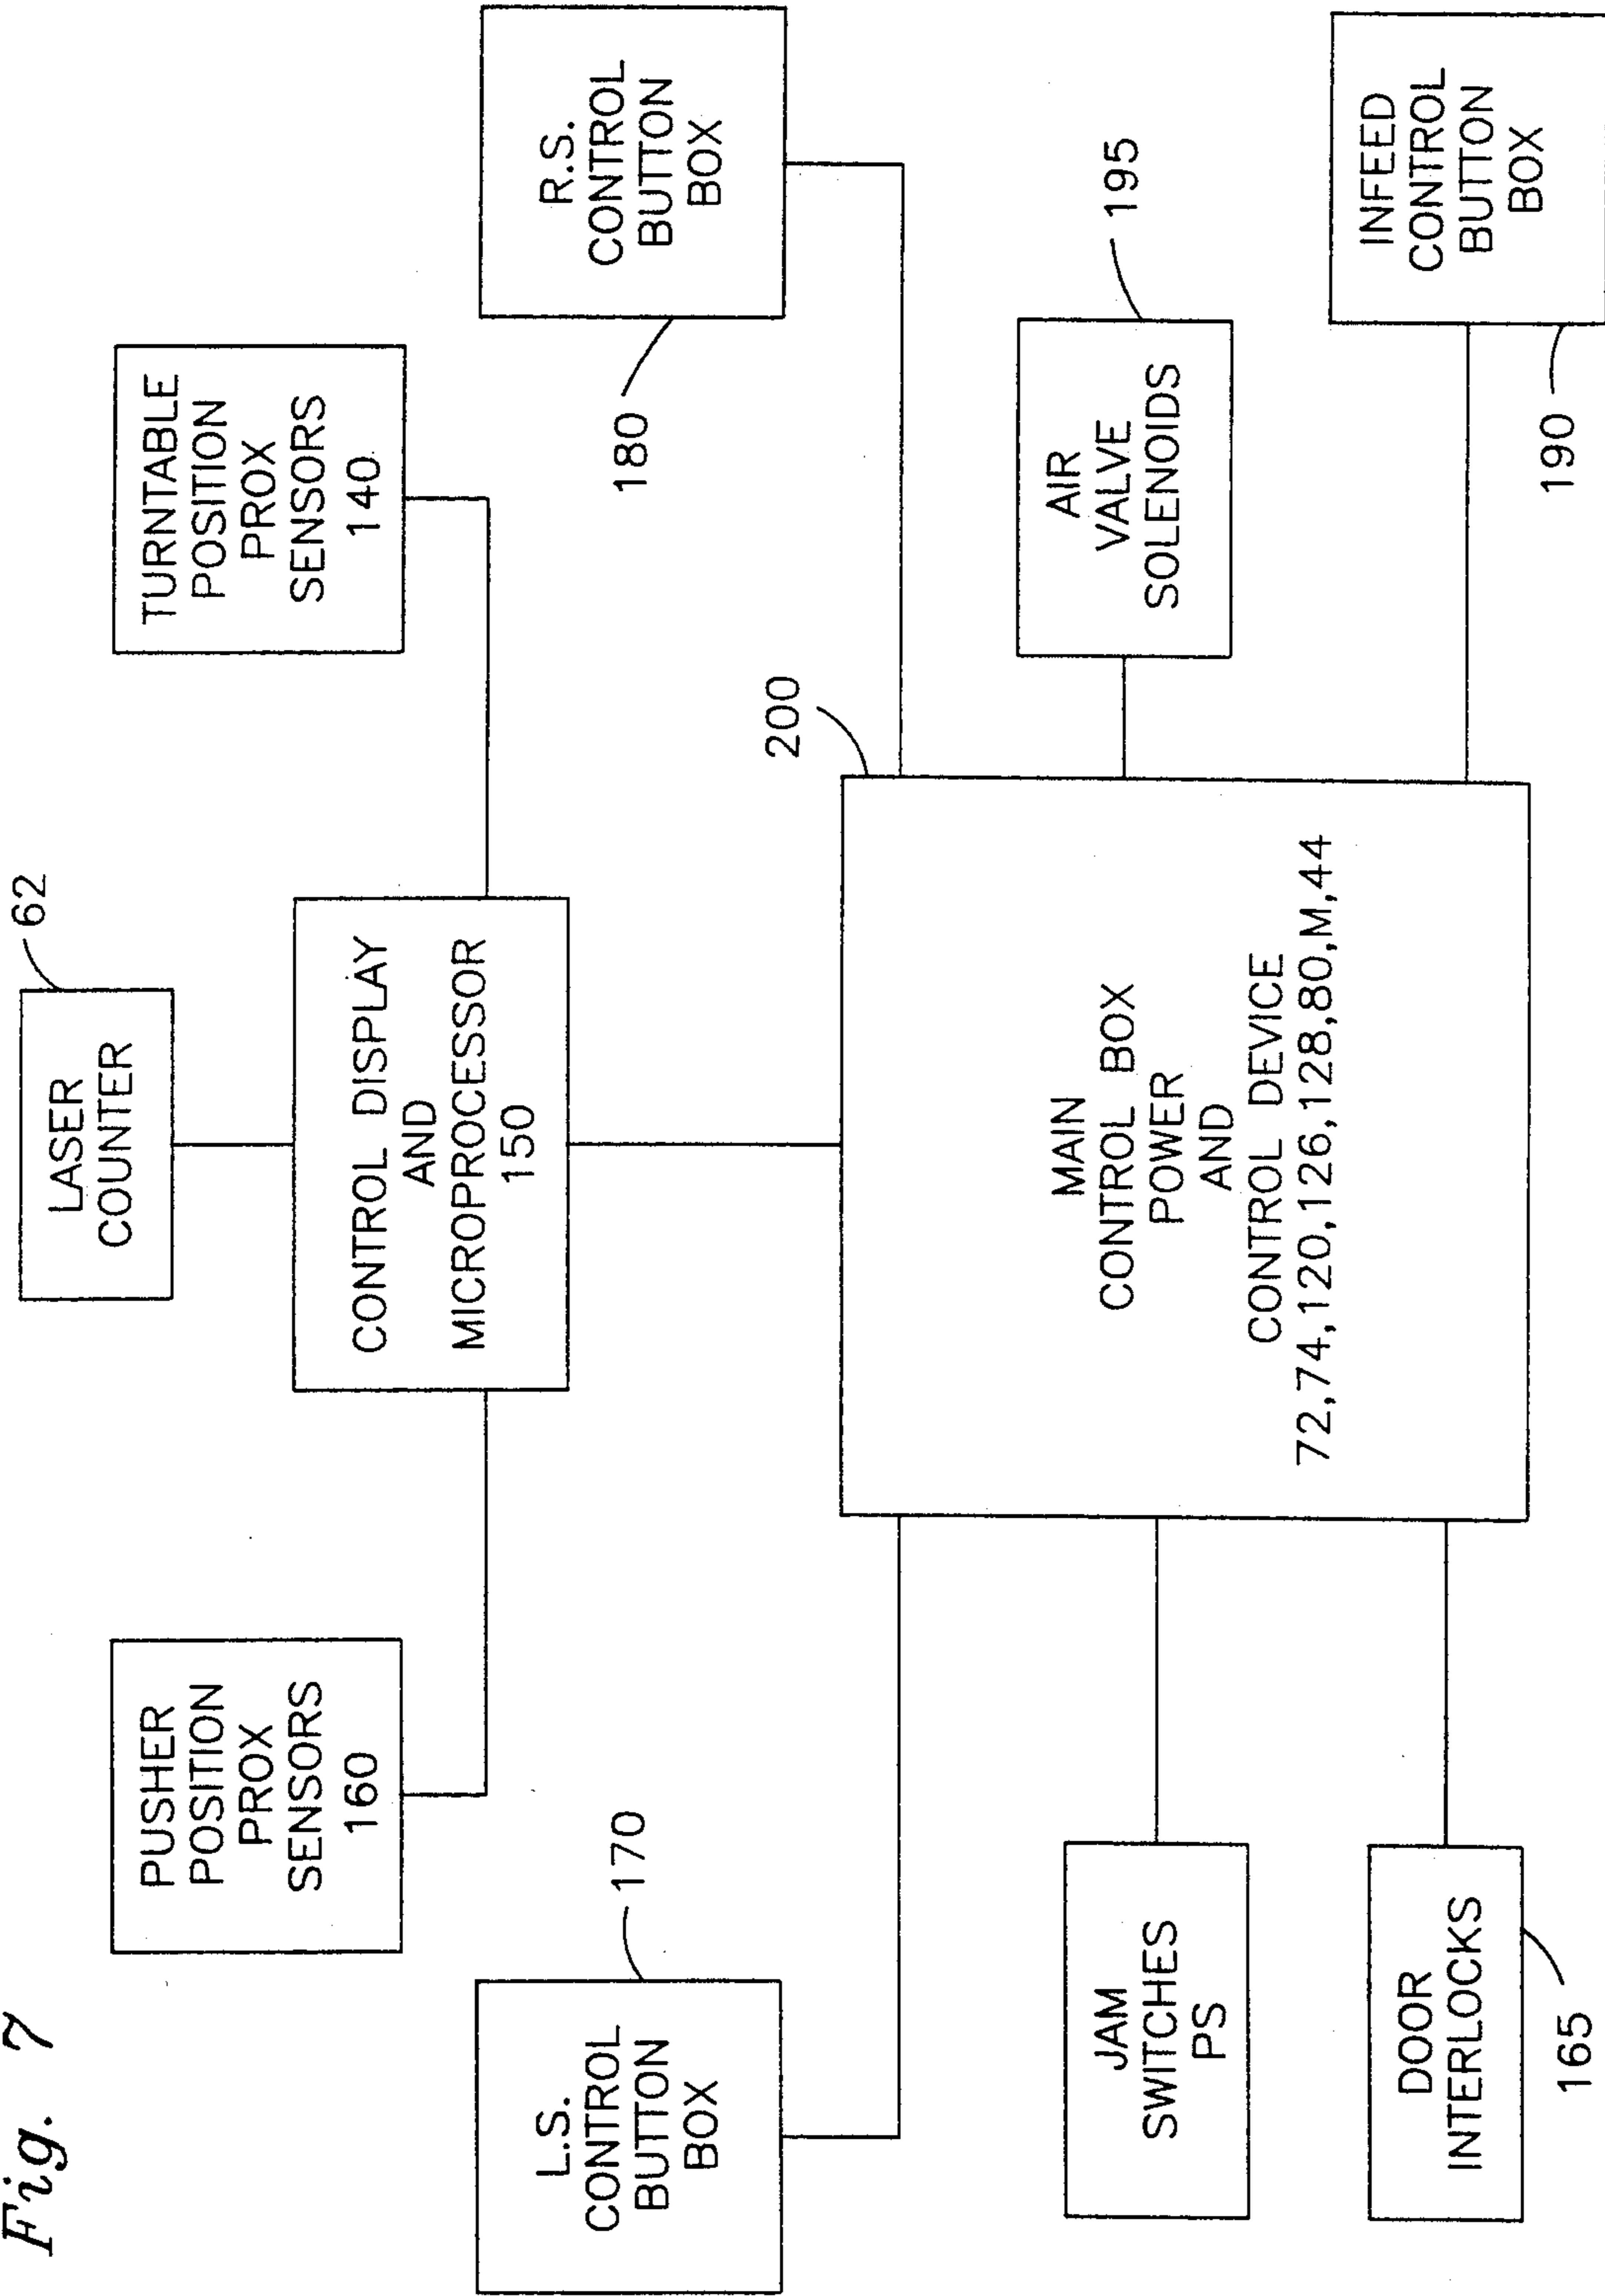 Fig. 7
LASER
COUNTER
62
PUSHER
POSITION
PROX
SENSORS
160
CONTROL DISPLAY
AND
MICROPROCESSOR
150
TURNTABLE
POSITION
PROX
SENSORS
140
L.S.
CONTROL
BUTTON
BOX
170
R.S.
CONTROL
BUTTON
BOX
180
200
MAIN
CONTROL BOX
POWER
AND
CONTROL DEVICE
72,74,120,126,128,80,M,44
JAM
SWITCHES
PS
AIR
VALVE
SOLENOIDS
195
DOOR
INTERLOCKS
165
INFEED
CONTROL
BUTTON
BOX
190